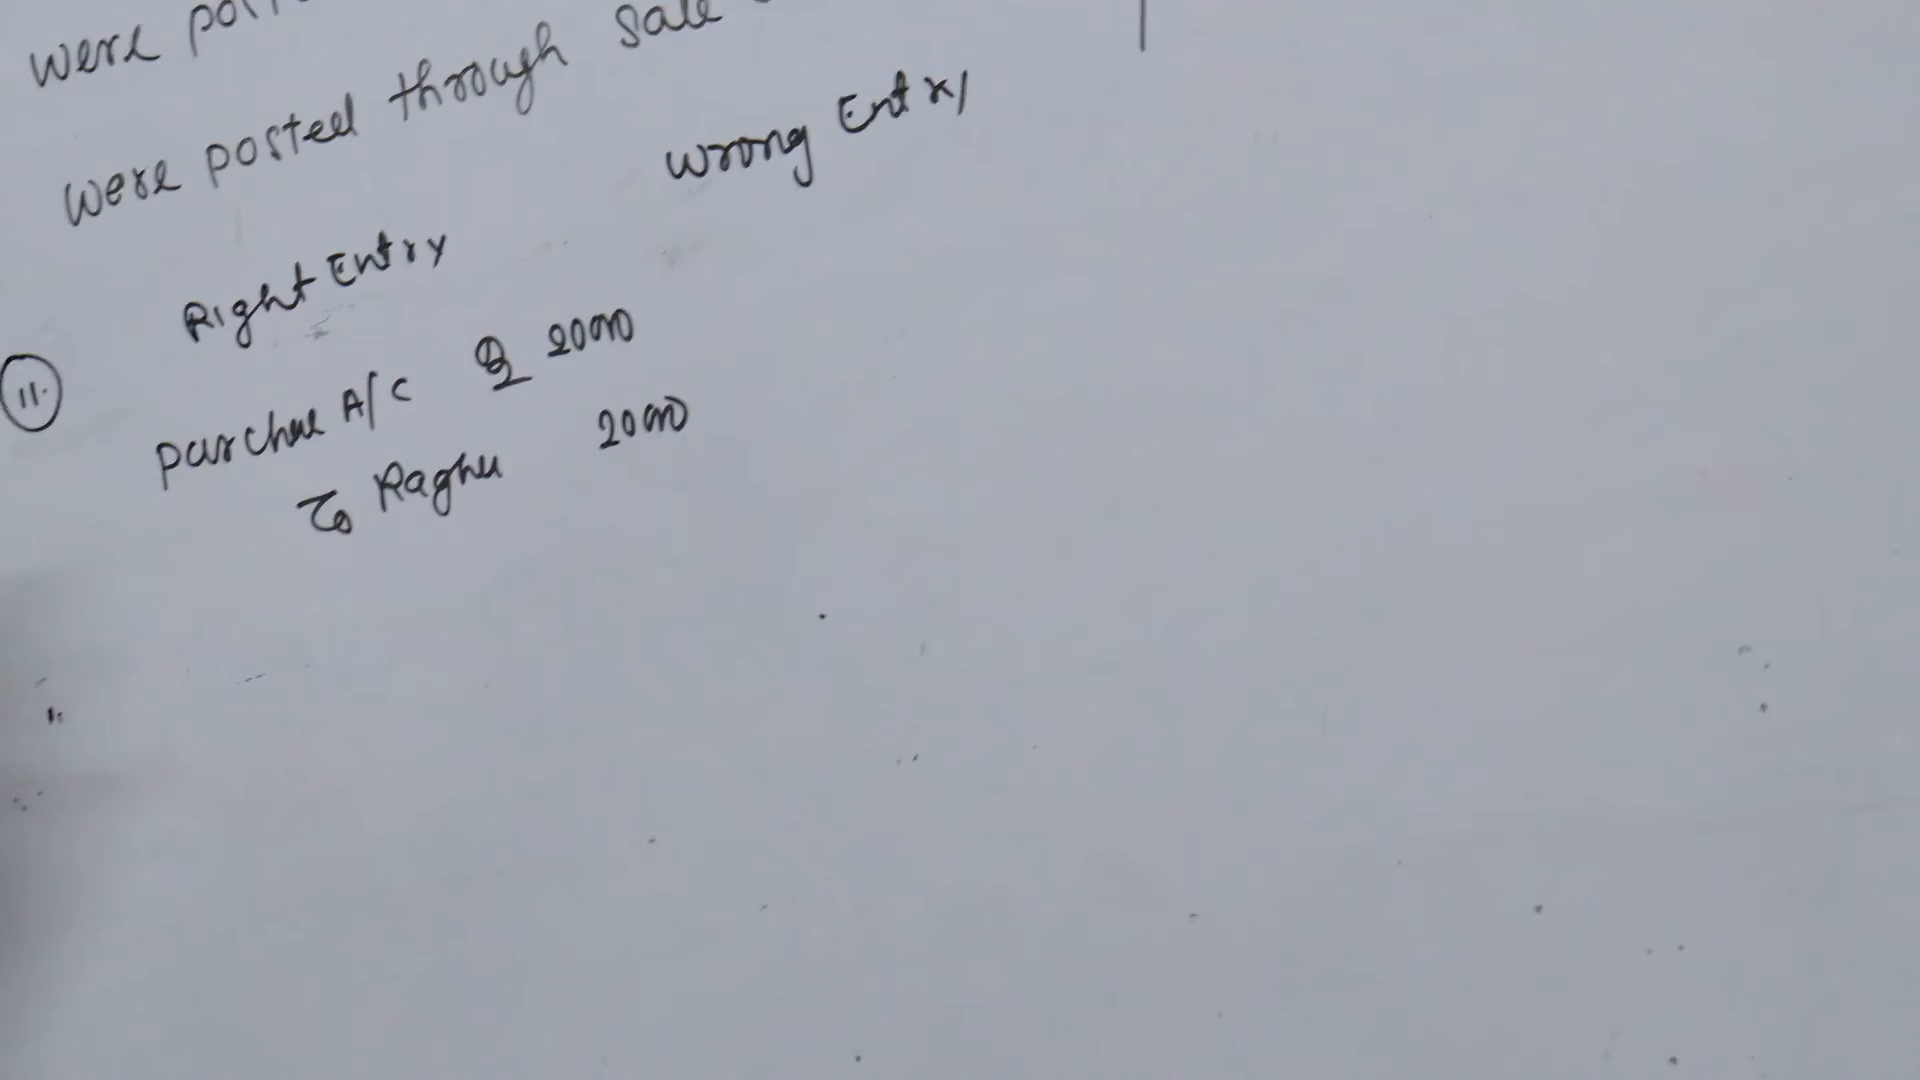 were
were posted through sale
Right Entry Wrong Entry
11. purchase A/c Dr 2000
To Raghu 2000